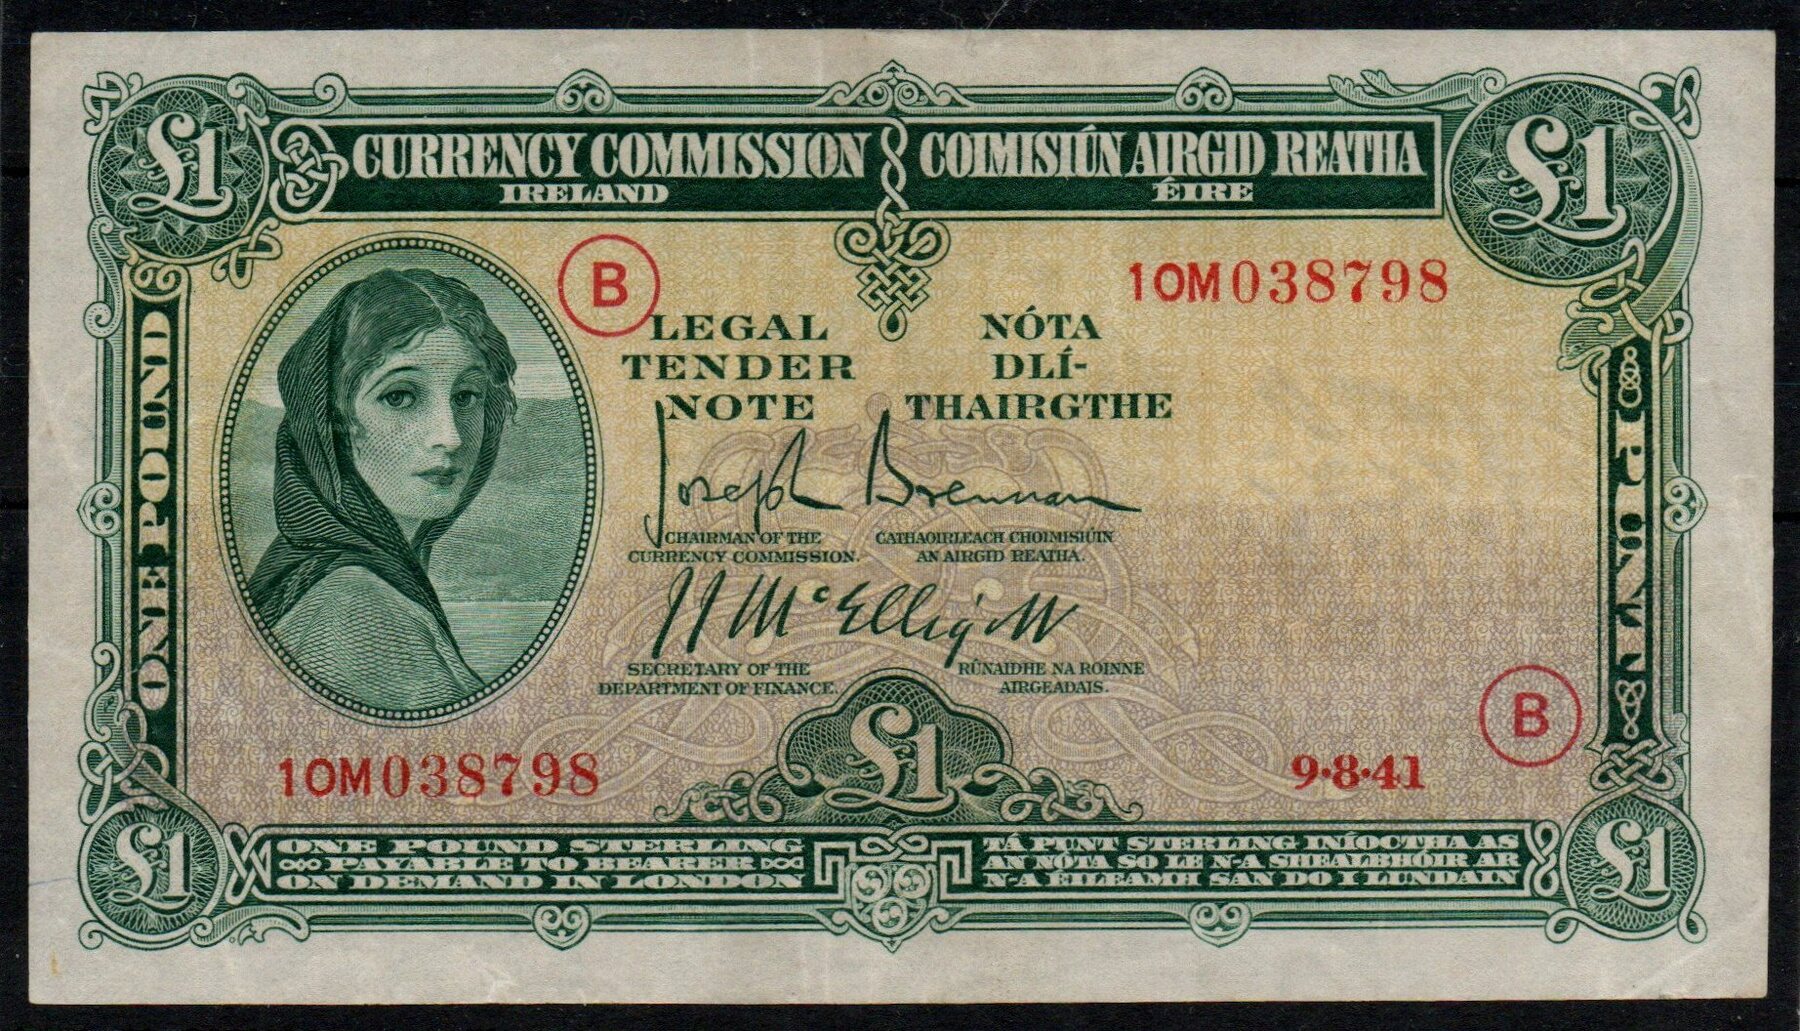 £1
CURRENCY COMMISSION
IRELAND
COIMISIÚN AIRGID REATHA
ÉIRE
£1
B
10M038798
LEGAL
TENDER
NOTE
NÓTA
DLÍ-
THAIRGTHE
ONE POUND
PUNT
Joseph Brennan
CHAIRMAN OF THE
CURRENCY COMMISSION.
CATHAOIRLEACH CHOIMISIÚIN
AN AIRGID REATHA.
J J McElligott
SECRETARY OF THE
DEPARTMENT OF FINANCE.
RÚNAIDHE NA ROINNE
AIRGEADAIS.
B
10M038798
£1
9·8·41
£1
ONE POUND STERLING
PAYABLE TO BEARER
ON DEMAND IN LONDON
TÁ PUNT STERLING INÍOCTHA AS
AN NÓTA SO LE N-A SHEALBHÓIR AR
N-A ÉILEAMH SAN DO I LUNDAIN
£1